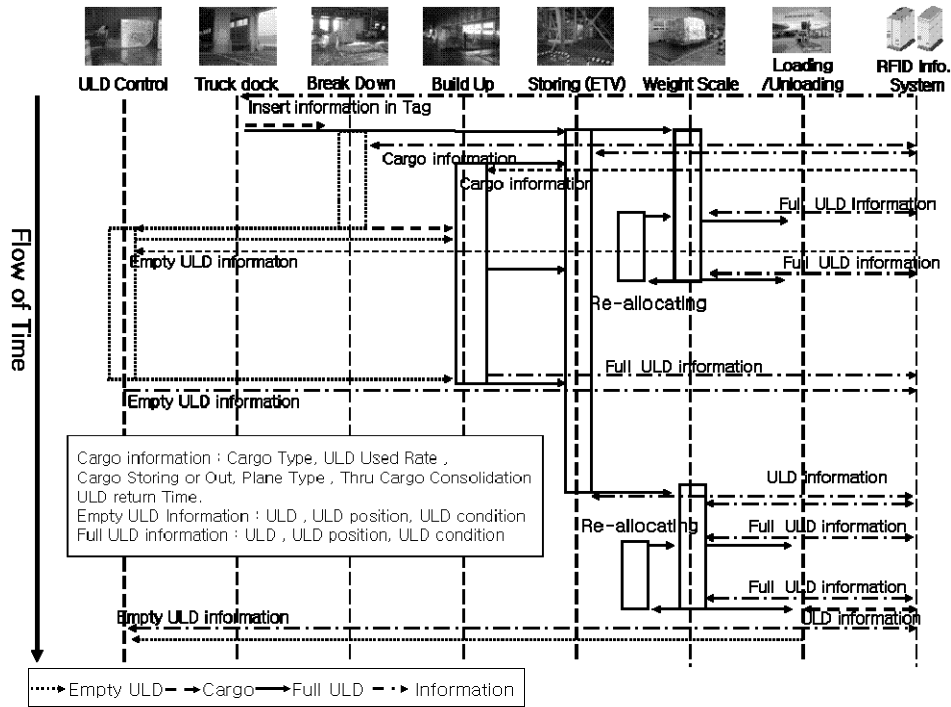 ULD Control
Truck dock
Break Down
Build Up
Storing (ETV)
Weight Scale
Loading
/Unloading
RFID Info.
System
Insert information in Tag
Cargo information
Cargo information
Full ULD Information
Empty ULD information
Full ULD information
Re-allocating
Flow of Time
Full ULD information
Empty ULD information
Cargo information : Cargo Type, ULD Used Rate ,
Cargo Storing or Out, Plane Type , Thru Cargo Consolidation
ULD return Time.
Empty ULD Information : ULD , ULD position, ULD condition
Full ULD information : ULD , ULD position, ULD condition
ULD information
Re-allocating
Full ULD information
Full ULD information
Empty ULD information
ULD information
Empty ULD
Cargo
Full ULD
Information